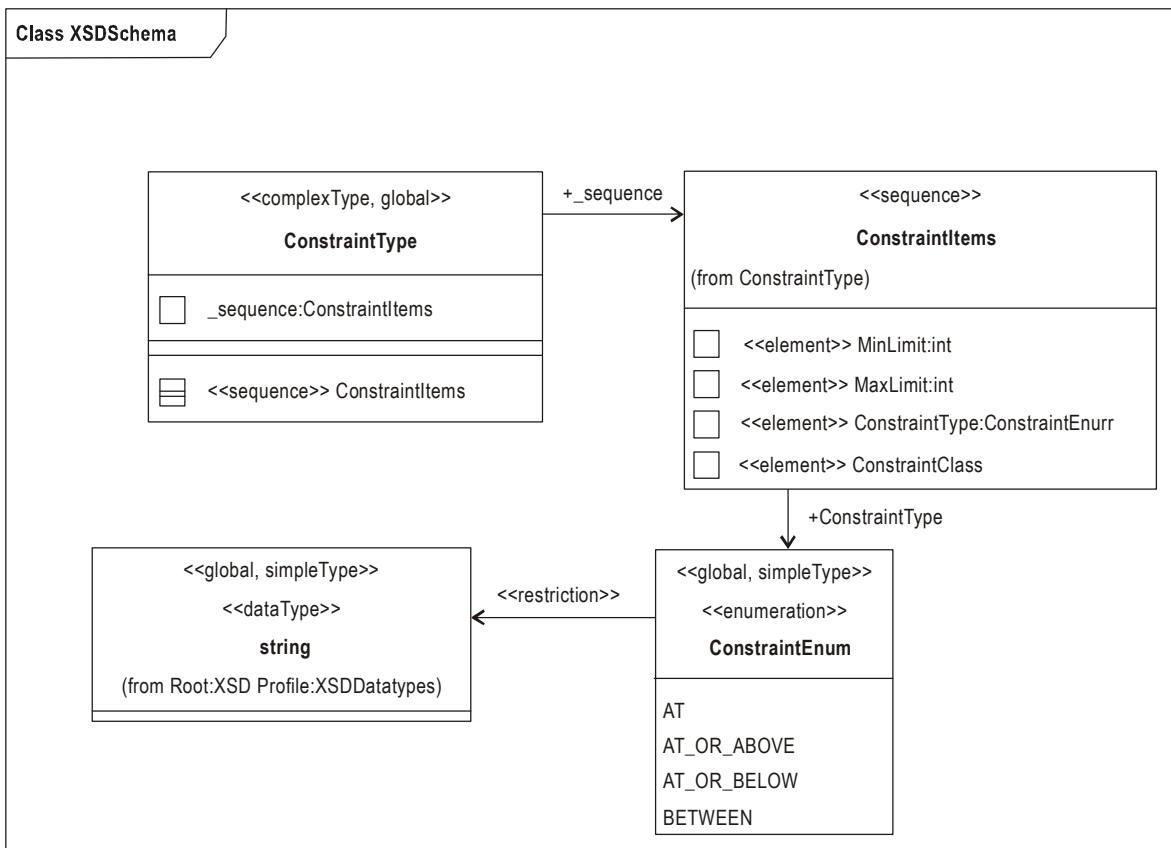 Class XSDSchema
<<complexType, global>>
ConstraintType
_sequence:ConstraintItems
<<sequence>> ConstraintItems
+_sequence
<<sequence>>
ConstraintItems
(from ConstraintType)
<<element>> MinLimit:int
<<element>> MaxLimit:int
<<element>> ConstraintType:ConstraintEnurr
<<element>> ConstraintClass
+ConstraintType
<<global, simpleType>>
<<dataType>>
string
(from Root:XSD Profile:XSDDatatypes)
<<restriction>>
<<global, simpleType>>
<<enumeration>>
ConstraintEnum
AT
AT_OR_ABOVE
AT_OR_BELOW
BETWEEN